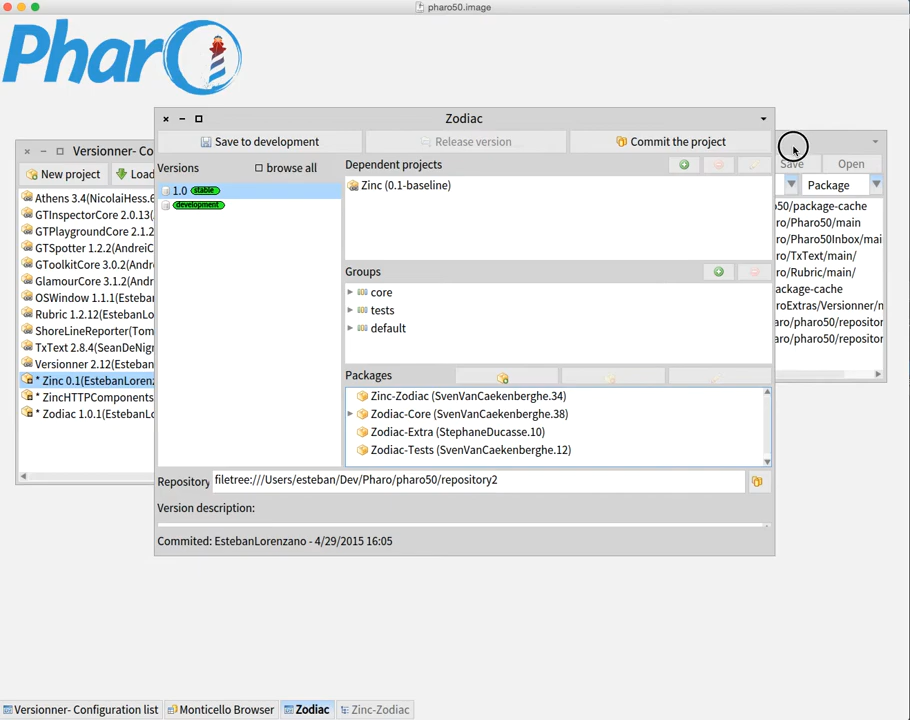 pharo50.image
Pharo
Zodiac
Save to development
Release version
Commit the project
Versions
browse all
1.0 stable
development
Dependent projects
Zinc (0.1-baseline)
Groups
core
tests
default
Packages
Zinc-Zodiac (SvenVanCaekenberghe.34)
Zodiac-Core (SvenVanCaekenberghe.38)
Zodiac-Extra (StephaneDucasse.10)
Zodiac-Tests (SvenVanCaekenberghe.12)
Repository filetree:///Users/esteban/Dev/Pharo/pharo50/repository2
Version description:
Commited: EstebanLorenzano - 4/29/2015 16:05
Versionner- Co
New project
Load
Athens 3.4(NicolaiHess.6
GTInspectorCore 2.0.13(
GTPlaygroundCore 2.1.2
GTSpotter 1.2.2(AndreiC
GToolkitCore 3.0.2(Andre
GlamourCore 3.1.2(Andre
OSWindow 1.1.1(Esteban
Rubric 1.2.12(EstebanLo
ShoreLineReporter(Tom
TxText 2.8.4(SeanDeNigr
Versionner 2.12(Esteban
* Zinc 0.1(EstebanLorenz
* ZincHTTPComponents
* Zodiac 1.0.1(EstebanLo
Save
Open
Package
50/package-cache
ro/Pharo50/main
ro/Pharo50Inbox/mai
ro/TxText/main/
ro/Rubric/main/
ackage-cache
roExtras/Versionner/m
aro/pharo50/repositor
aro/pharo50/repositor
Versionner- Configuration list
Monticello Browser
Zodiac
Zinc-Zodiac